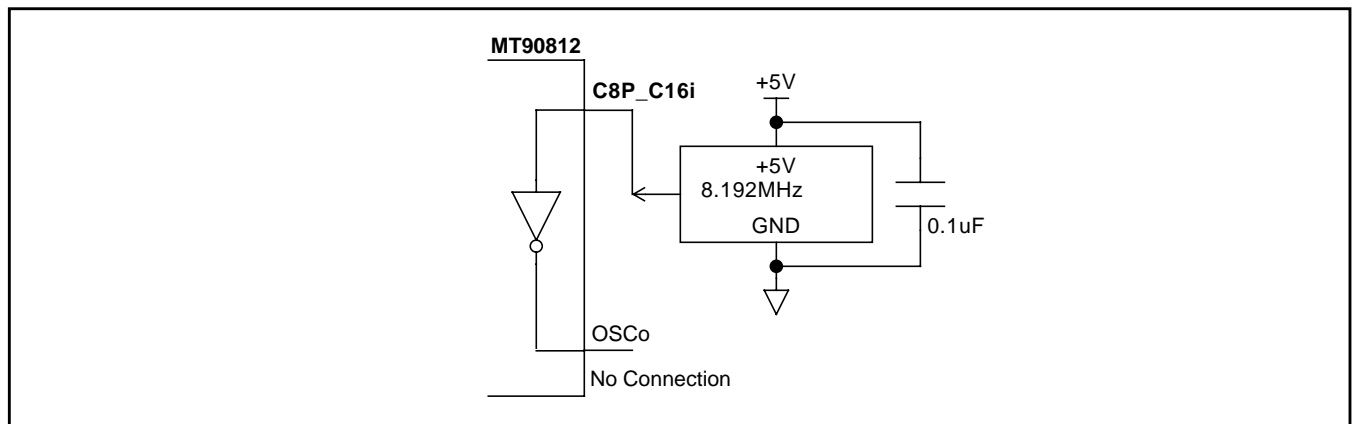 MT90812
C8P_C16i
+5V
+5V
8.192MHz
GND
0.1uF
OSCo
No Connection